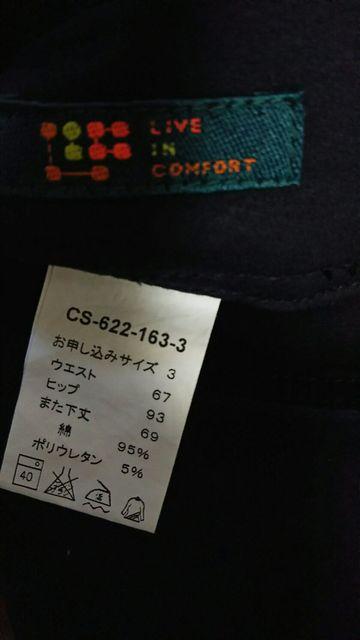 LIVE
IN
COMFORT
CS-622-163-3
お申し込みサイズ 3
ウエスト 67
ヒップ 93
また下丈 69
綿 95%
ポリウレタン 5%
40